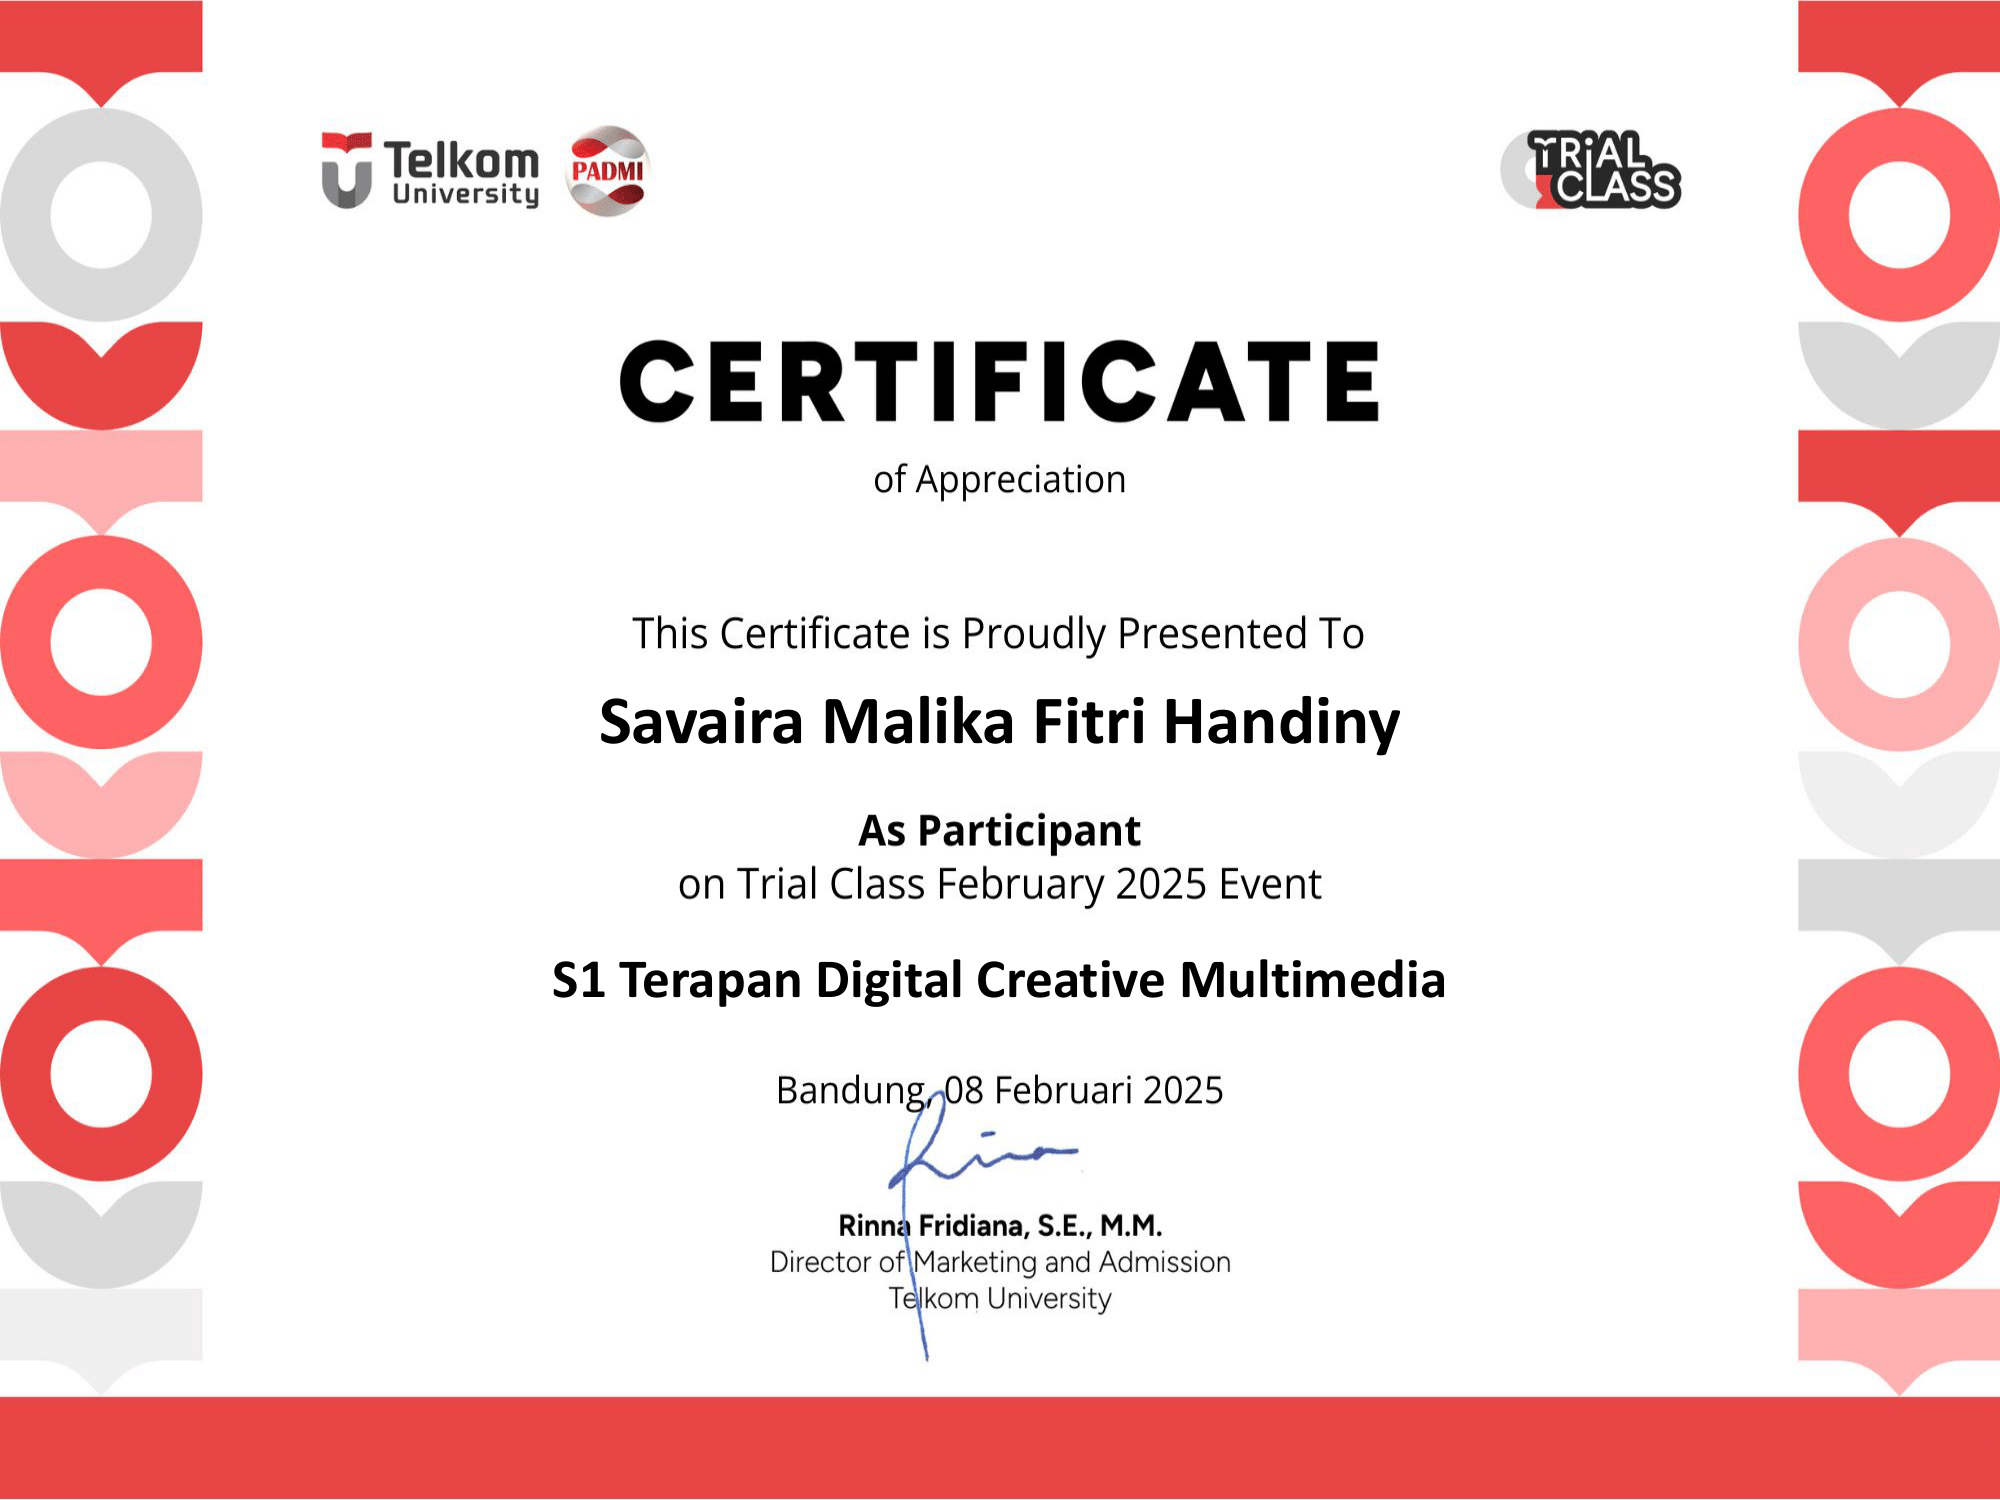 Telkom
University
PADMI
TRiAL
CLASS
CERTIFICATE
of Appreciation
This Certificate is Proudly Presented To
Savaira Malika Fitri Handiny
As Participant
on Trial Class February 2025 Event
S1 Terapan Digital Creative Multimedia
Bandung, 08 Februari 2025
Rinna Fridiana, S.E., M.M.
Director of Marketing and Admission
Telkom University